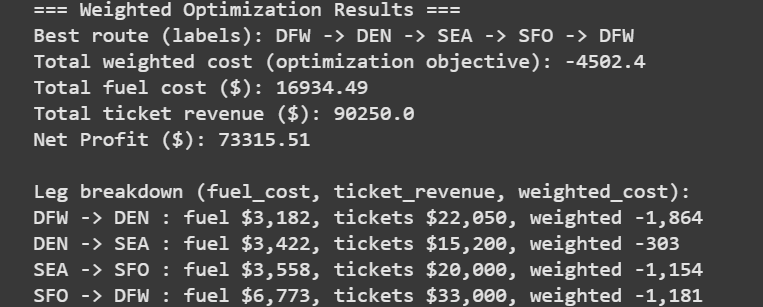 === Weighted Optimization Results ===
Best route (labels): DFW -> DEN -> SEA -> SFO -> DFW
Total weighted cost (optimization objective): -4502.4
Total fuel cost ($): 16934.49
Total ticket revenue ($): 90250.0
Net Profit ($): 73315.51
Leg breakdown (fuel_cost, ticket_revenue, weighted_cost):
DFW -> DEN : fuel $3,182, tickets $22,050, weighted -1,864
DEN -> SEA : fuel $3,422, tickets $15,200, weighted -303
SEA -> SFO : fuel $3,558, tickets $20,000, weighted -1,154
SFO -> DFW : fuel $6,773, tickets $33,000, weighted -1,181